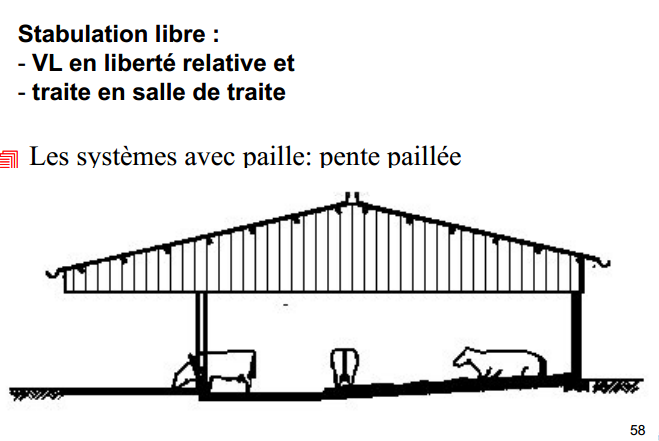 Stabulation libre :
- VL en liberté relative et
- traite en salle de traite
Les systèmes avec paille: pente paillée
58